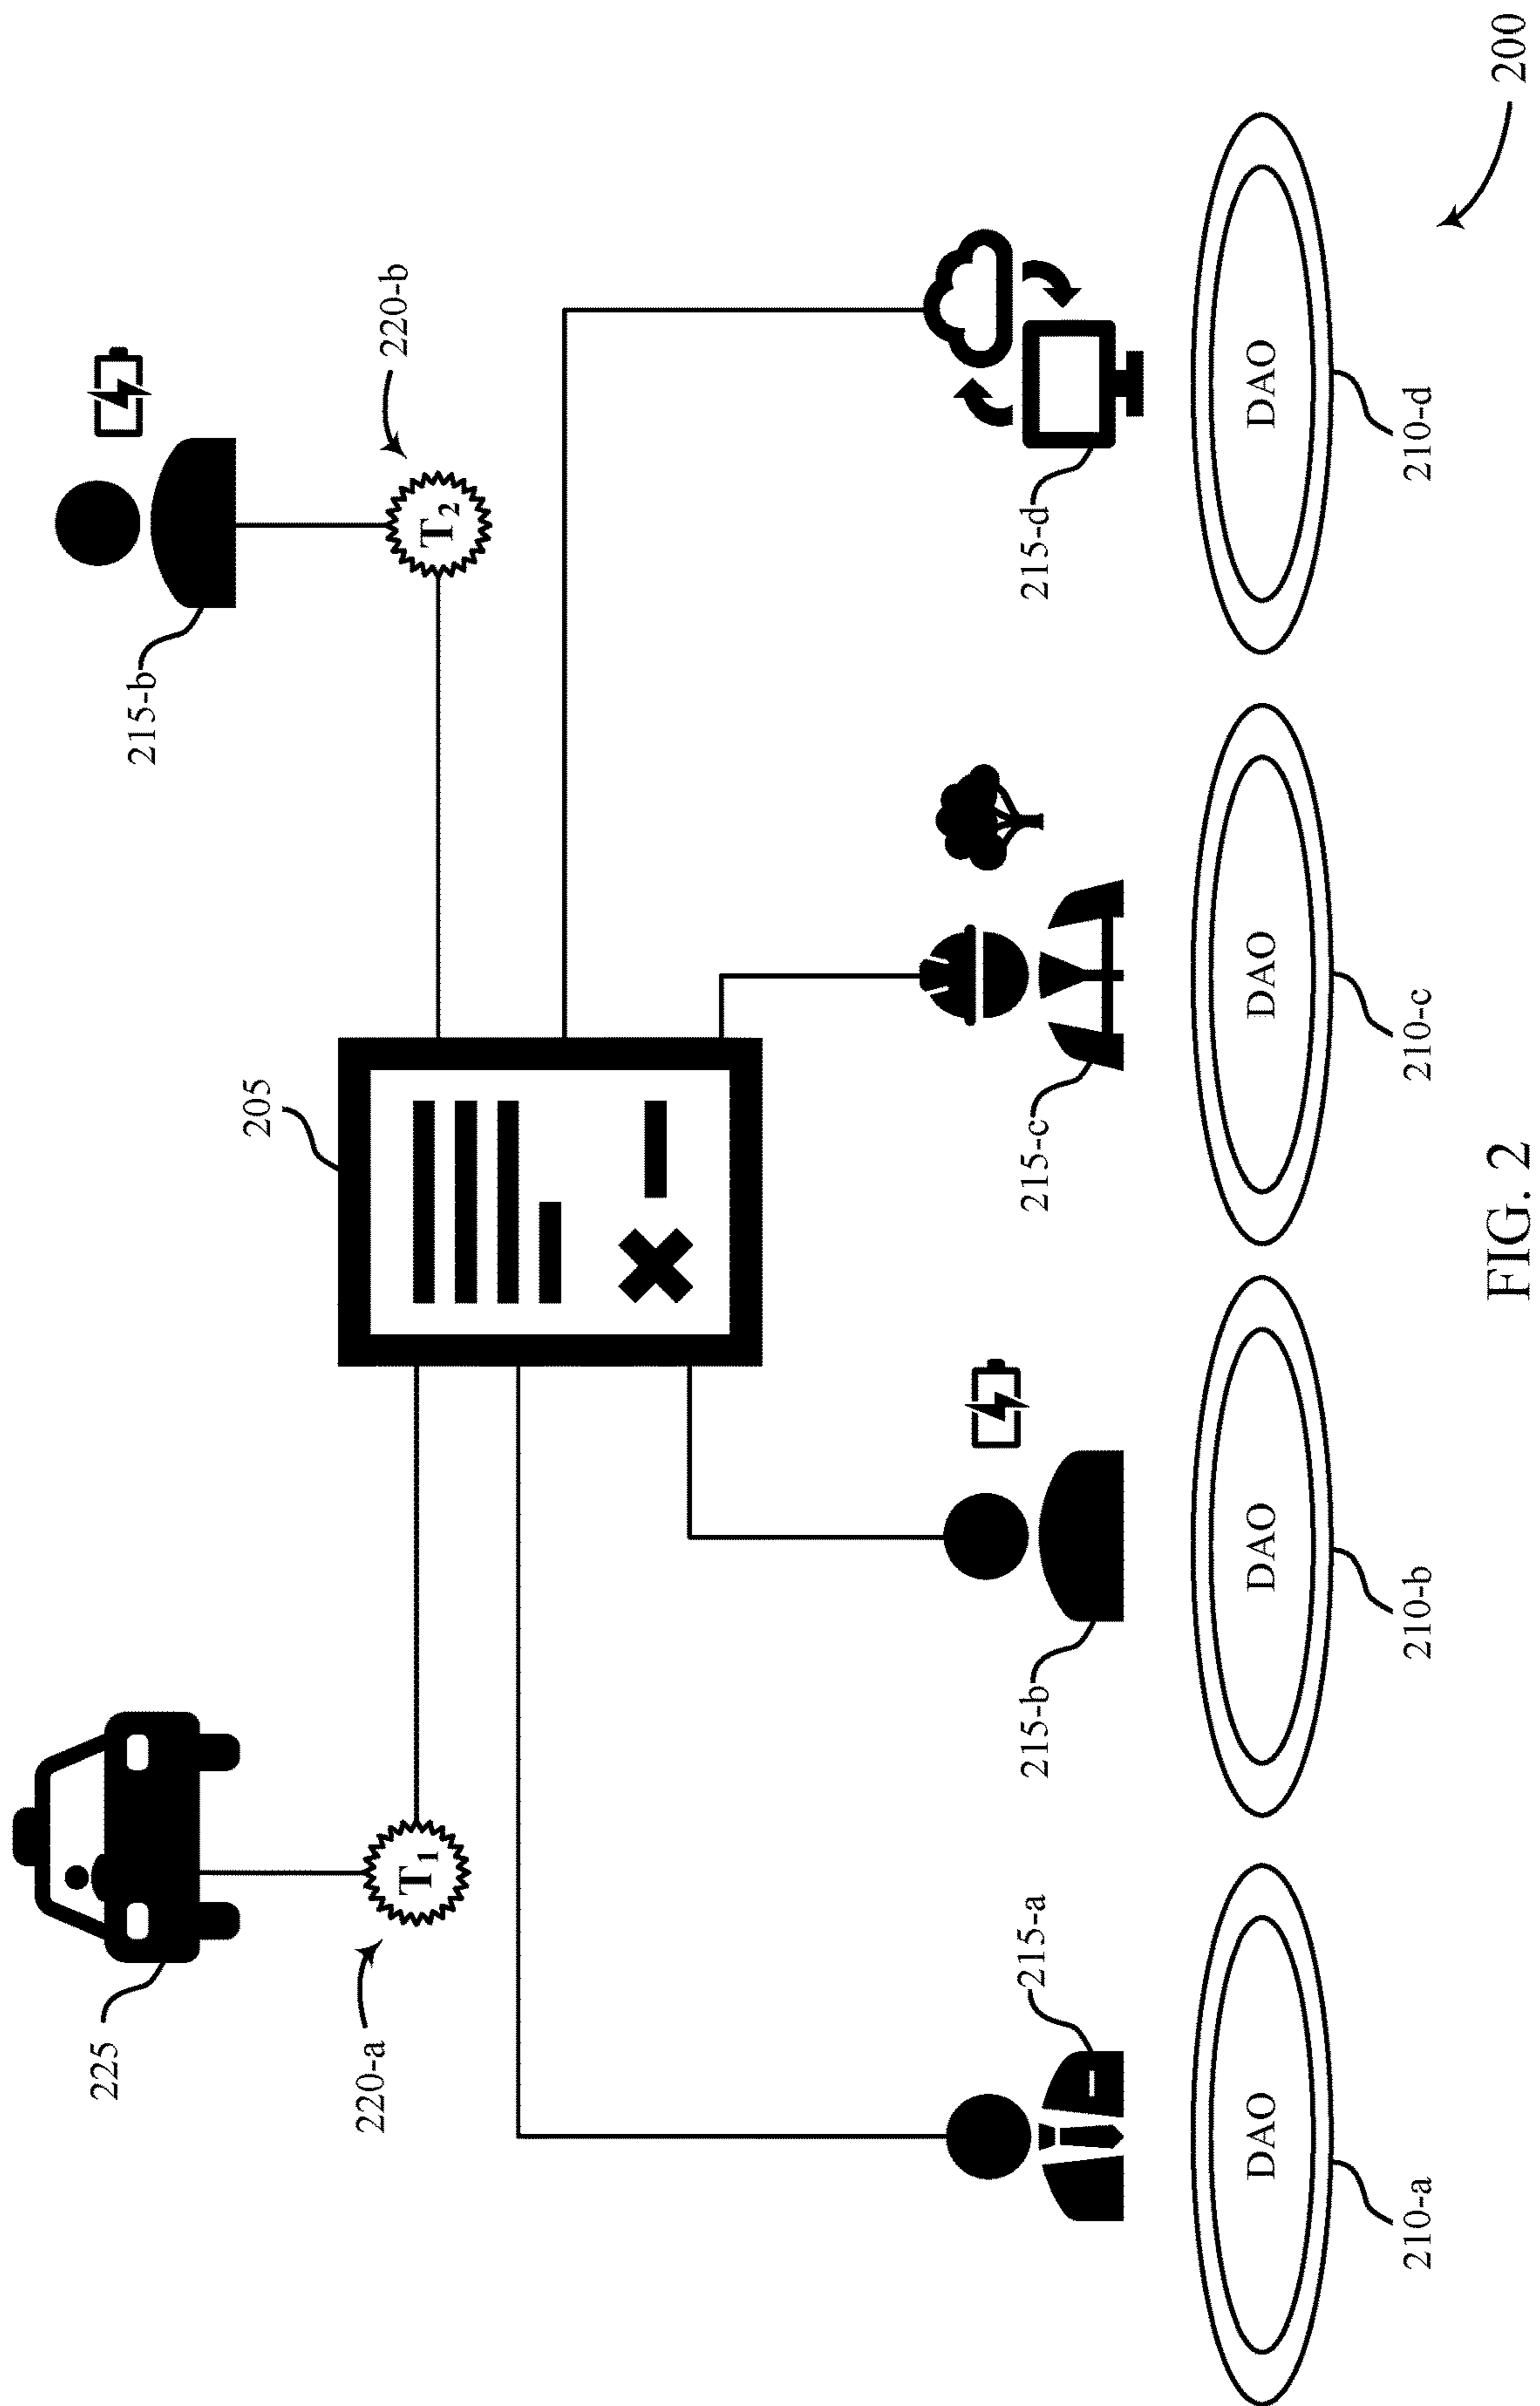 225
215-b
205
220-a
220-b
T1
T2
215-a
215-b
215-c
215-d
DAO
DAO
DAO
DAO
210-a
210-b
210-c
210-d
200
FIG. 2